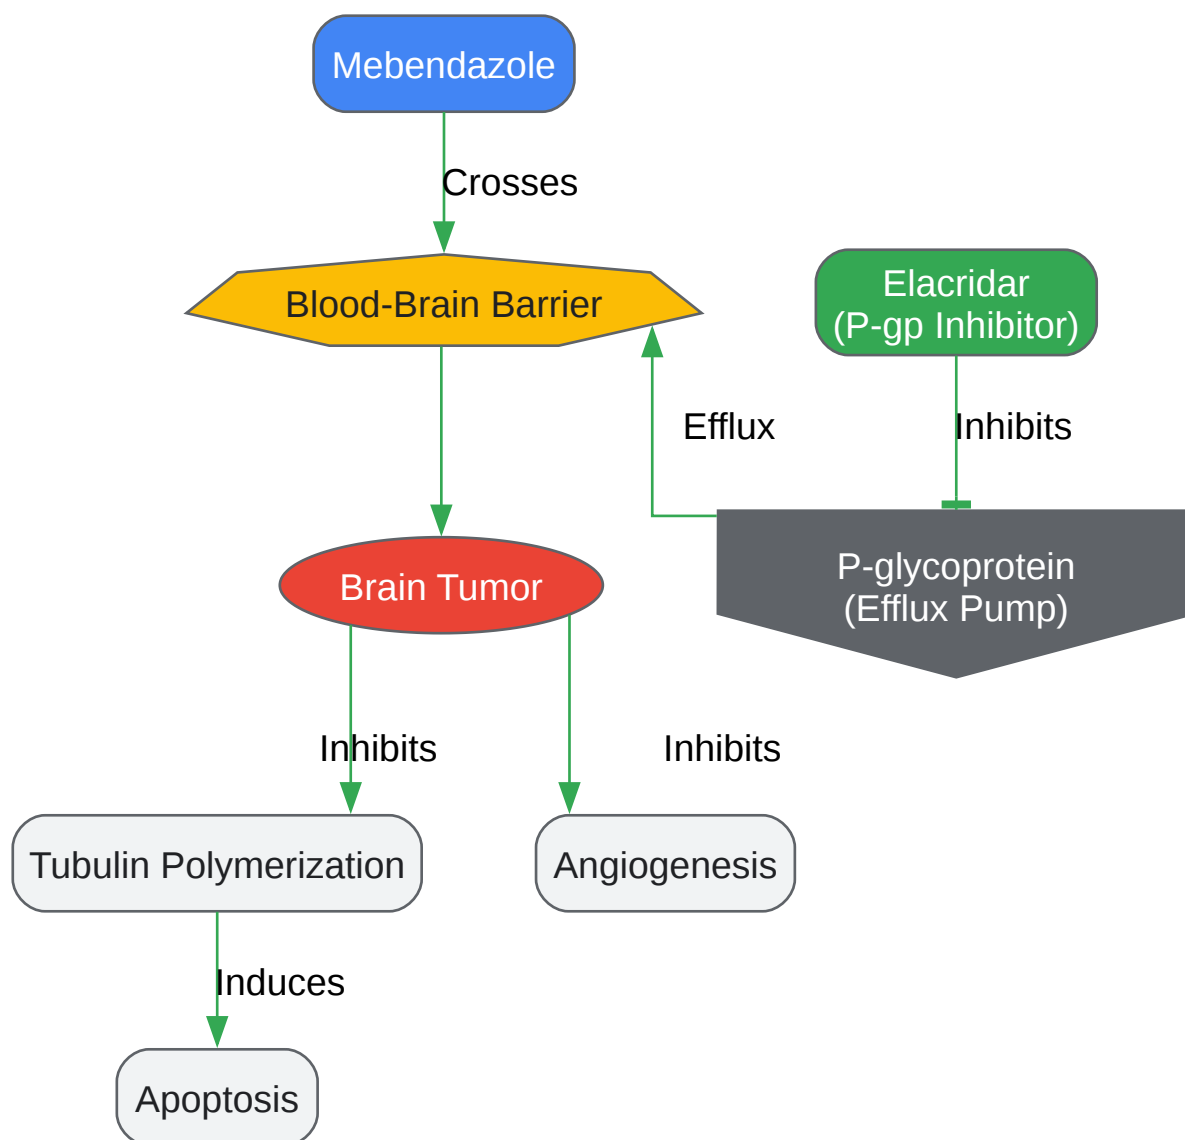 Mebendazole
Crosses
Blood-Brain Barrier
Elacridar
(P-gp Inhibitor)
Efflux
Inhibits
P-glycoprotein
(Efflux Pump)
Brain Tumor
Inhibits
Inhibits
Tubulin Polymerization
Angiogenesis
Induces
Apoptosis